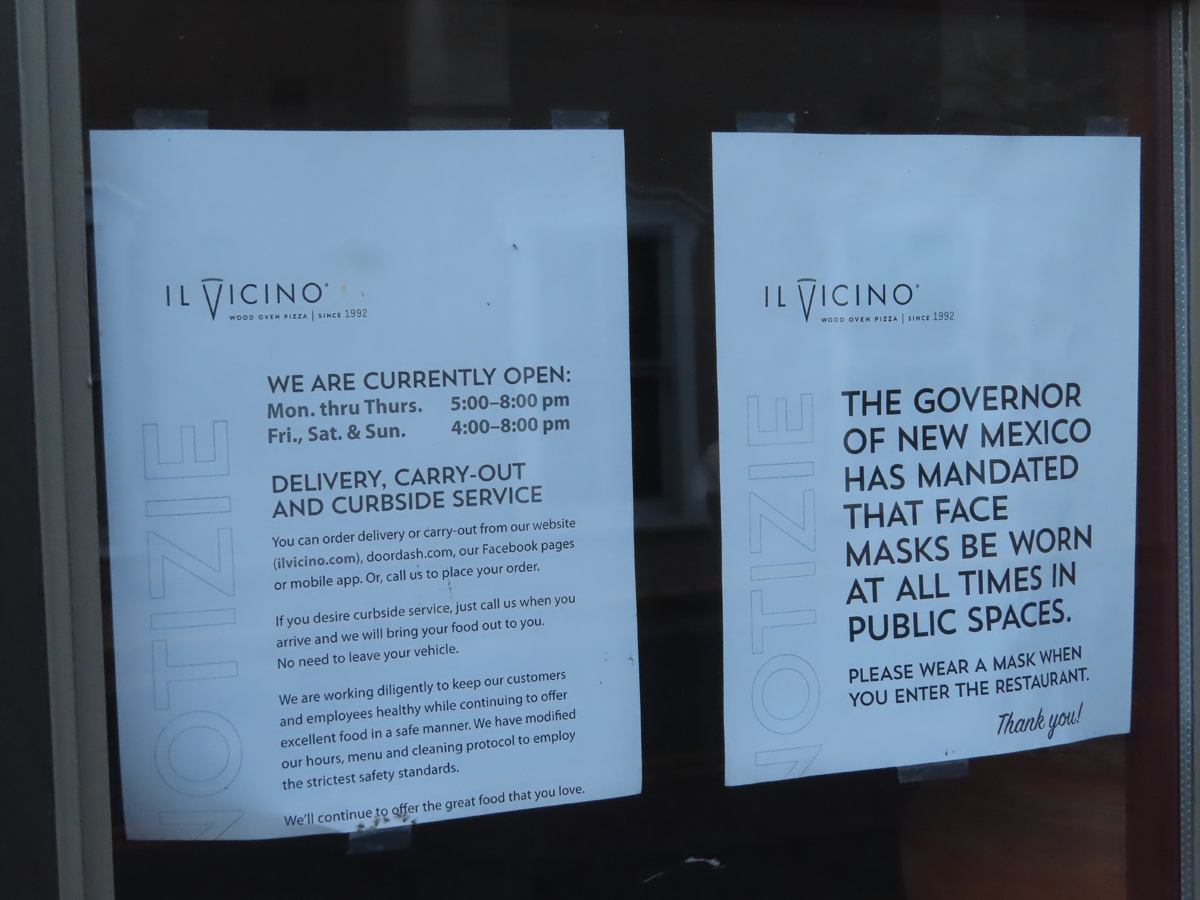 IL VICINO®
WOOD OVEN PIZZA | SINCE 1992
NOTIZIE
WE ARE CURRENTLY OPEN:
Mon. thru Thurs. 5:00–8:00 pm
Fri., Sat. & Sun. 4:00–8:00 pm
DELIVERY, CARRY-OUT
AND CURBSIDE SERVICE
You can order delivery or carry-out from our website
(ilvicino.com), doordash.com, our Facebook pages
or mobile app. Or, call us to place your order.
If you desire curbside service, just call us when you
arrive and we will bring your food out to you.
No need to leave your vehicle.
We are working diligently to keep our customers
and employees healthy while continuing to offer
excellent food in a safe manner. We have modified
our hours, menu and cleaning protocol to employ
the strictest safety standards.
We'll continue to offer the great food that you love.
IL VICINO®
WOOD OVEN PIZZA | SINCE 1992
NOTIZIE
THE GOVERNOR
OF NEW MEXICO
HAS MANDATED
THAT FACE
MASKS BE WORN
AT ALL TIMES IN
PUBLIC SPACES.
PLEASE WEAR A MASK WHEN
YOU ENTER THE RESTAURANT.
Thank you!